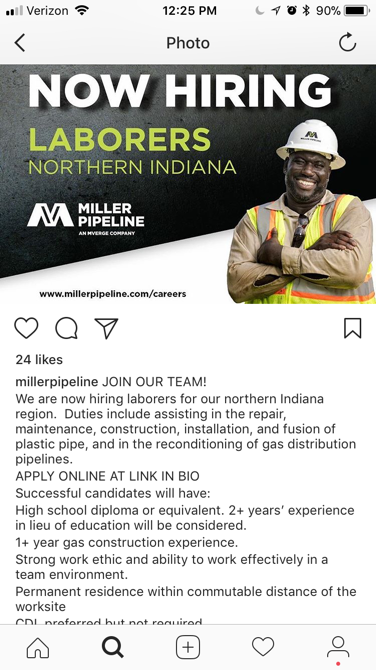 Verizon 12:25 PM 90%
Photo
NOW HIRING
LABORERS
NORTHERN INDIANA
MILLER
PIPELINE
AN MVERGE COMPANY
www.millerpipeline.com/careers
24 likes
millerpipeline JOIN OUR TEAM!
We are now hiring laborers for our northern Indiana
region. Duties include assisting in the repair,
maintenance, construction, installation, and fusion of
plastic pipe, and in the reconditioning of gas distribution
pipelines.
APPLY ONLINE AT LINK IN BIO
Successful candidates will have:
High school diploma or equivalent. 2+ years’ experience
in lieu of education will be considered.
1+ year gas construction experience.
Strong work ethic and ability to work effectively in a
team environment.
Permanent residence within commutable distance of the
worksite
CDL preferred but not required